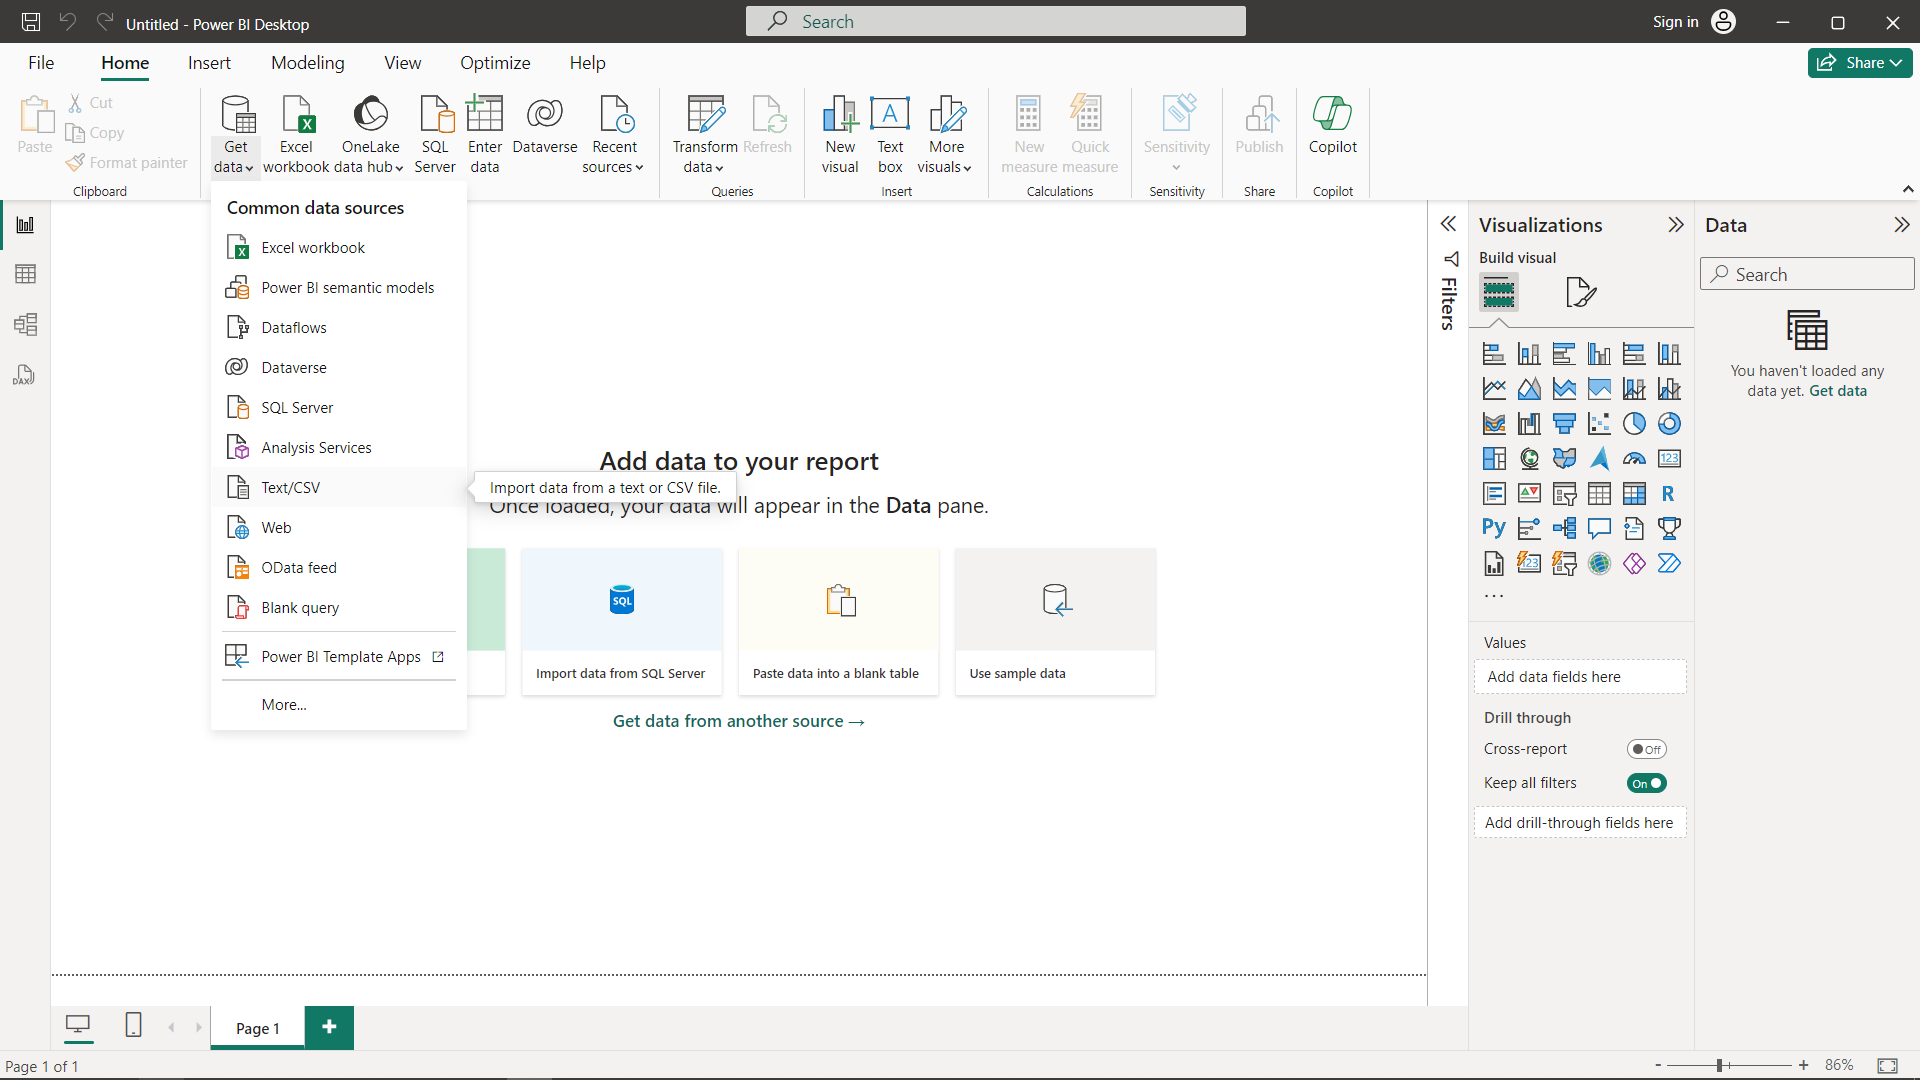 Untitled - Power BI Desktop
Search
Sign in
File
Home
Insert
Modeling
View
Optimize
Help
Share
Paste
Cut
Copy
Format painter
Clipboard
Get
data
Excel
workbook
OneLake
data hub
SQL
Server
Enter
data
Dataverse
Recent
sources
Transform
data
Refresh
Queries
New
visual
Text
box
More
visuals
Insert
New
measure
Quick
measure
Calculations
Sensitivity
Sensitivity
Publish
Share
Copilot
Copilot
Common data sources
Excel workbook
Power BI semantic models
Dataflows
Dataverse
SQL Server
Analysis Services
Text/CSV
Web
OData feed
Blank query
Power BI Template Apps
More...
Import data from a text or CSV file.
Add data to your report
Once loaded, your data will appear in the Data pane.
SQL
Import data from SQL Server
Paste data into a blank table
Use sample data
Get data from another source →
Filters
Visualizations
Build visual
123
R
Py
123
...
Values
Add data fields here
Drill through
Cross-report
Off
Keep all filters
On
Add drill-through fields here
Data
Search
You haven't loaded any
data yet. Get data
DAX
Page 1
+
Page 1 of 1
- + 86%